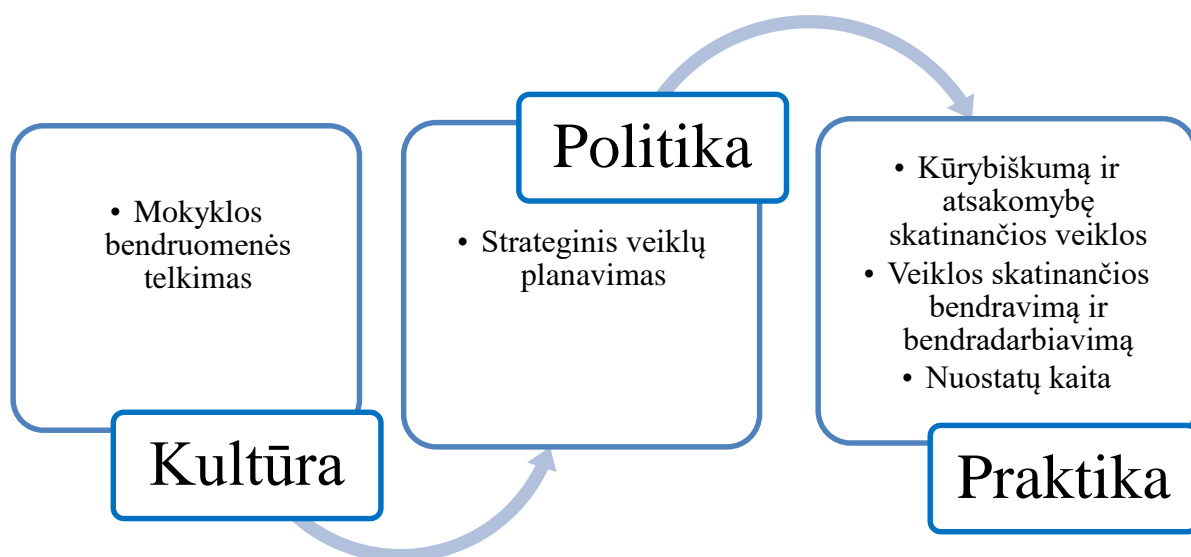 • Mokyklos
bendruomenės
telkimas
Kultūra
Politika
• Strateginis veiklų
planavimas
• Kūrybiškumą ir
atsakomybę
skatinančios veiklos
• Veiklos skatinančios
bendravimą ir
bendradarbiavimą
• Nuostatų kaita
Praktika